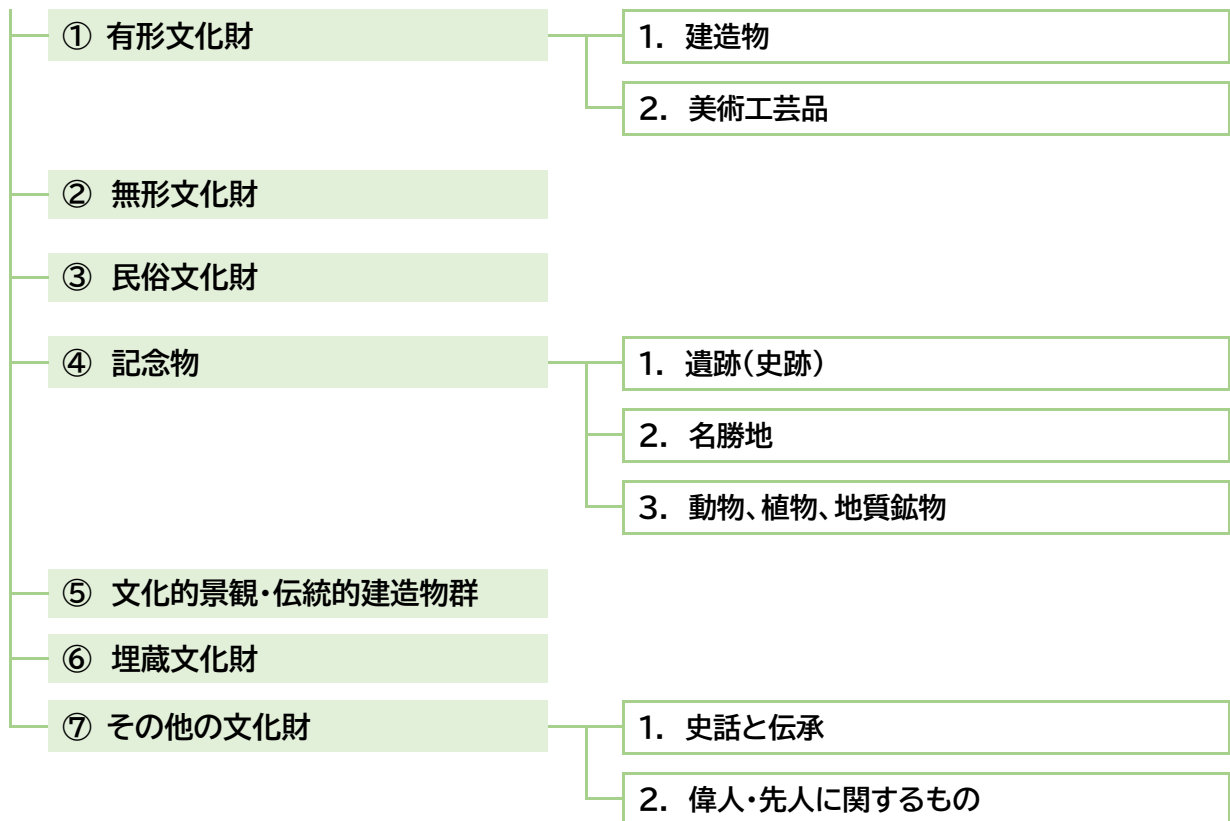 ① 有形文化財
1. 建造物
2. 美術工芸品
② 無形文化財
③ 民俗文化財
④ 記念物
1. 遺跡（史跡）
2. 名勝地
3. 動物、植物、地質鉱物
⑤ 文化的景観・伝統的建造物群
⑥ 埋蔵文化財
⑦ その他の文化財
1. 史話と伝承
2. 偉人・先人に関するもの